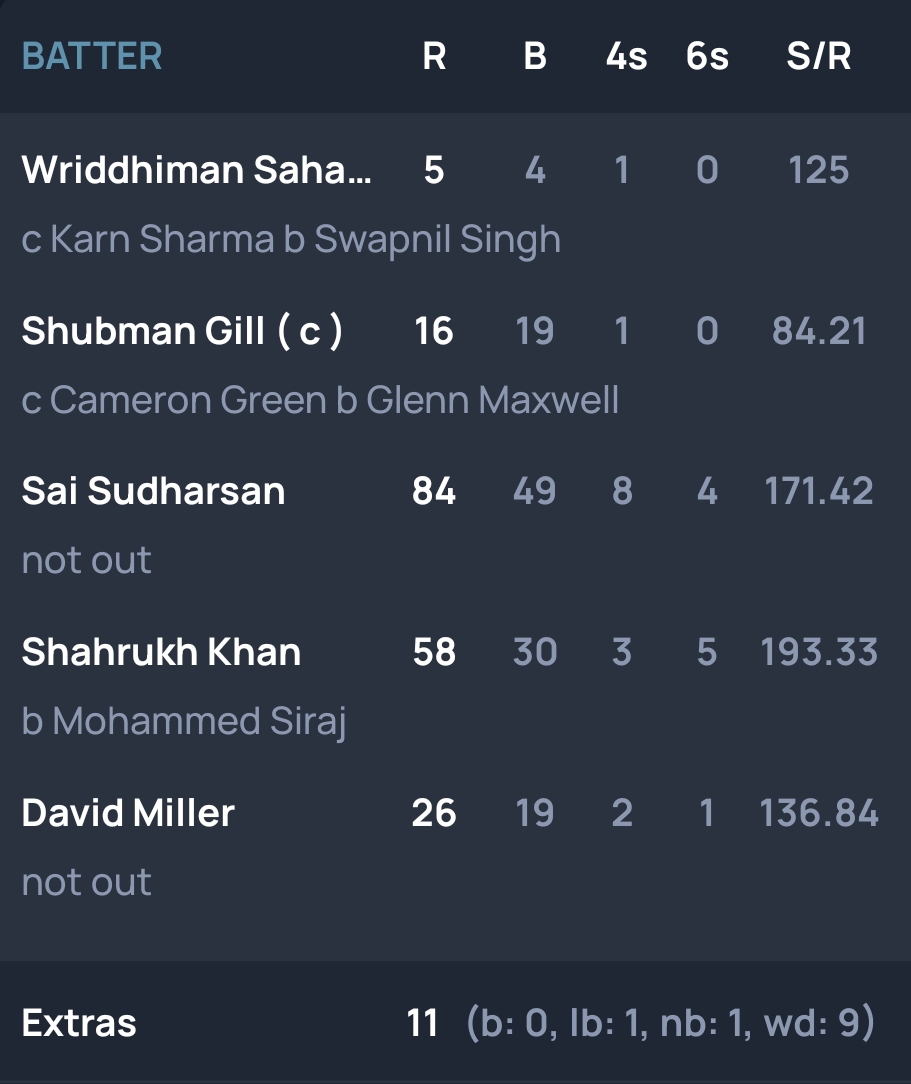 BATTER R B 4s 6s S/R
Wriddhiman Saha... 5 4 1 0 125
c Karn Sharma b Swapnil Singh
Shubman Gill ( c ) 16 19 1 0 84.21
c Cameron Green b Glenn Maxwell
Sai Sudharsan 84 49 8 4 171.42
not out
Shahrukh Khan 58 30 3 5 193.33
b Mohammed Siraj
David Miller 26 19 2 1 136.84
not out
Extras 11 (b: 0, lb: 1, nb: 1, wd: 9)